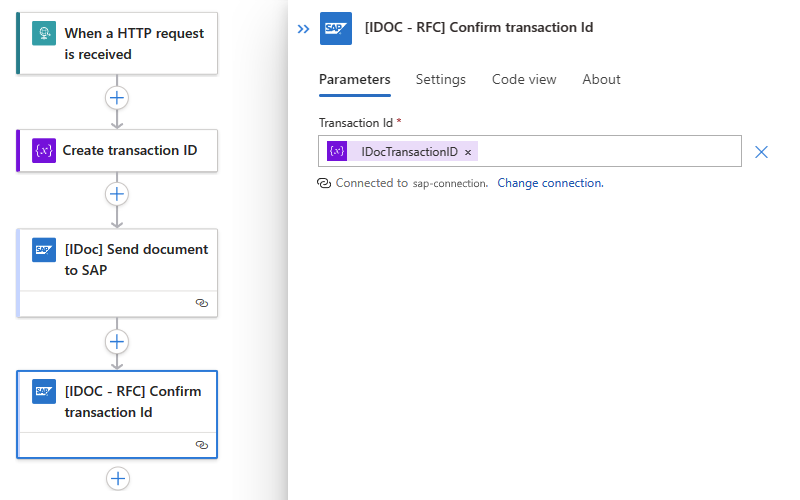 When a HTTP request
is received
Create transaction ID
SAP
[IDoc] Send document
to SAP
SAP
[IDOC - RFC] Confirm
transaction Id
SAP
[IDOC - RFC] Confirm transaction Id
Parameters Settings Code view About
Transaction Id *
{x} IDocTransactionID ×
Connected to sap-connection. Change connection.
{x}